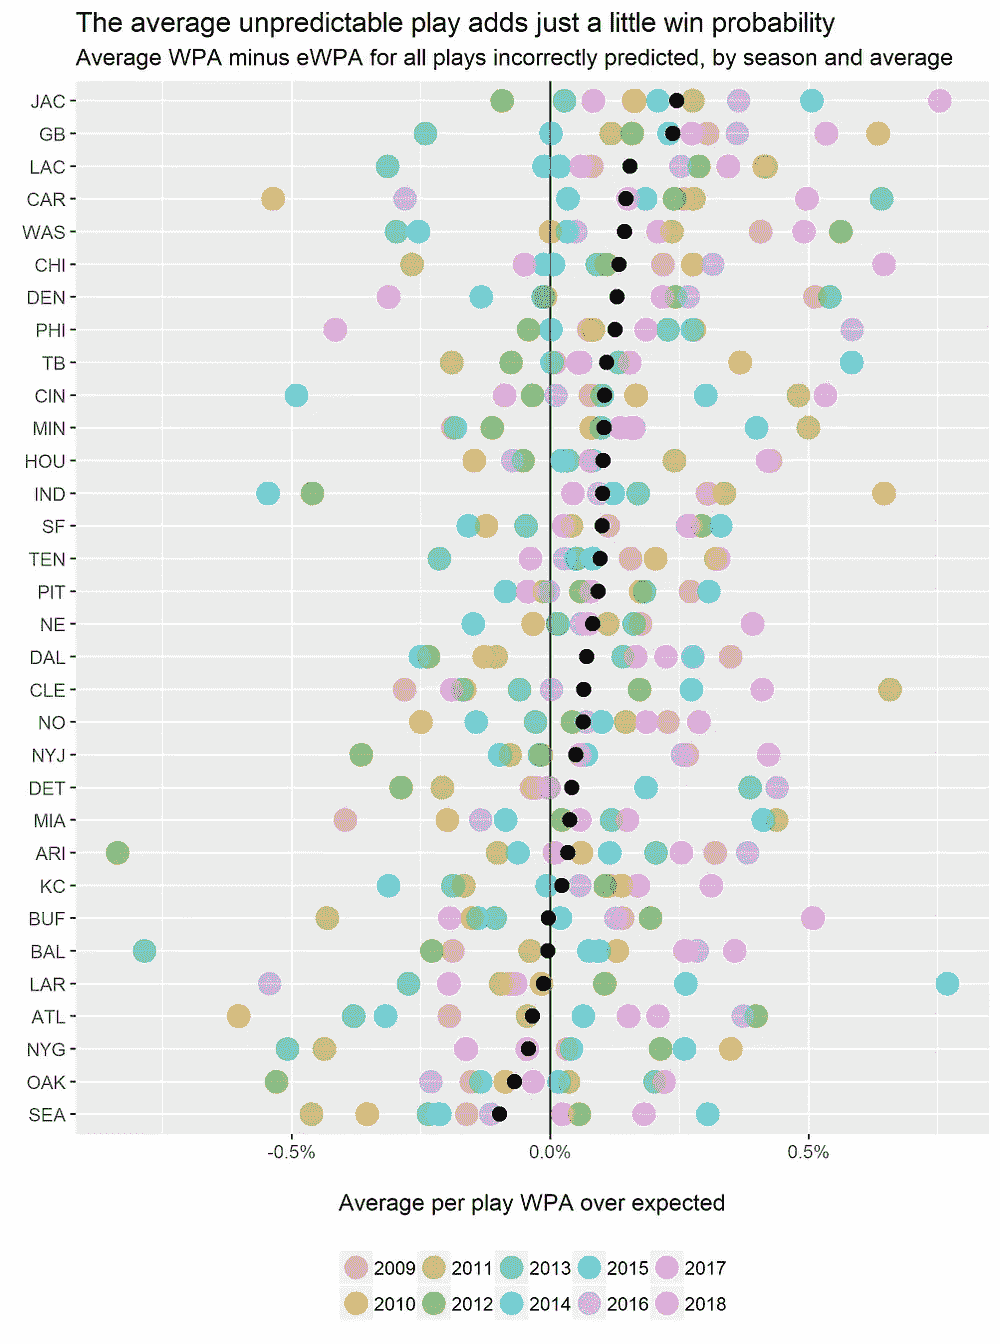 The average unpredictable play adds just a little win probability
Average WPA minus eWPA for all plays incorrectly predicted, by season and average
JAC
GB
LAC
CAR
WAS
CHI
DEN
PHI
TB
CIN
MIN
HOU
IND
SF
TEN
PIT
NE
DAL
CLE
NO
NYJ
DET
MIA
ARI
KC
BUF
BAL
LAR
ATL
NYG
OAK
SEA
-0.5% 0.0% 0.5%
Average per play WPA over expected
2009 2011 2013 2015 2017
2010 2012 2014 2016 2018